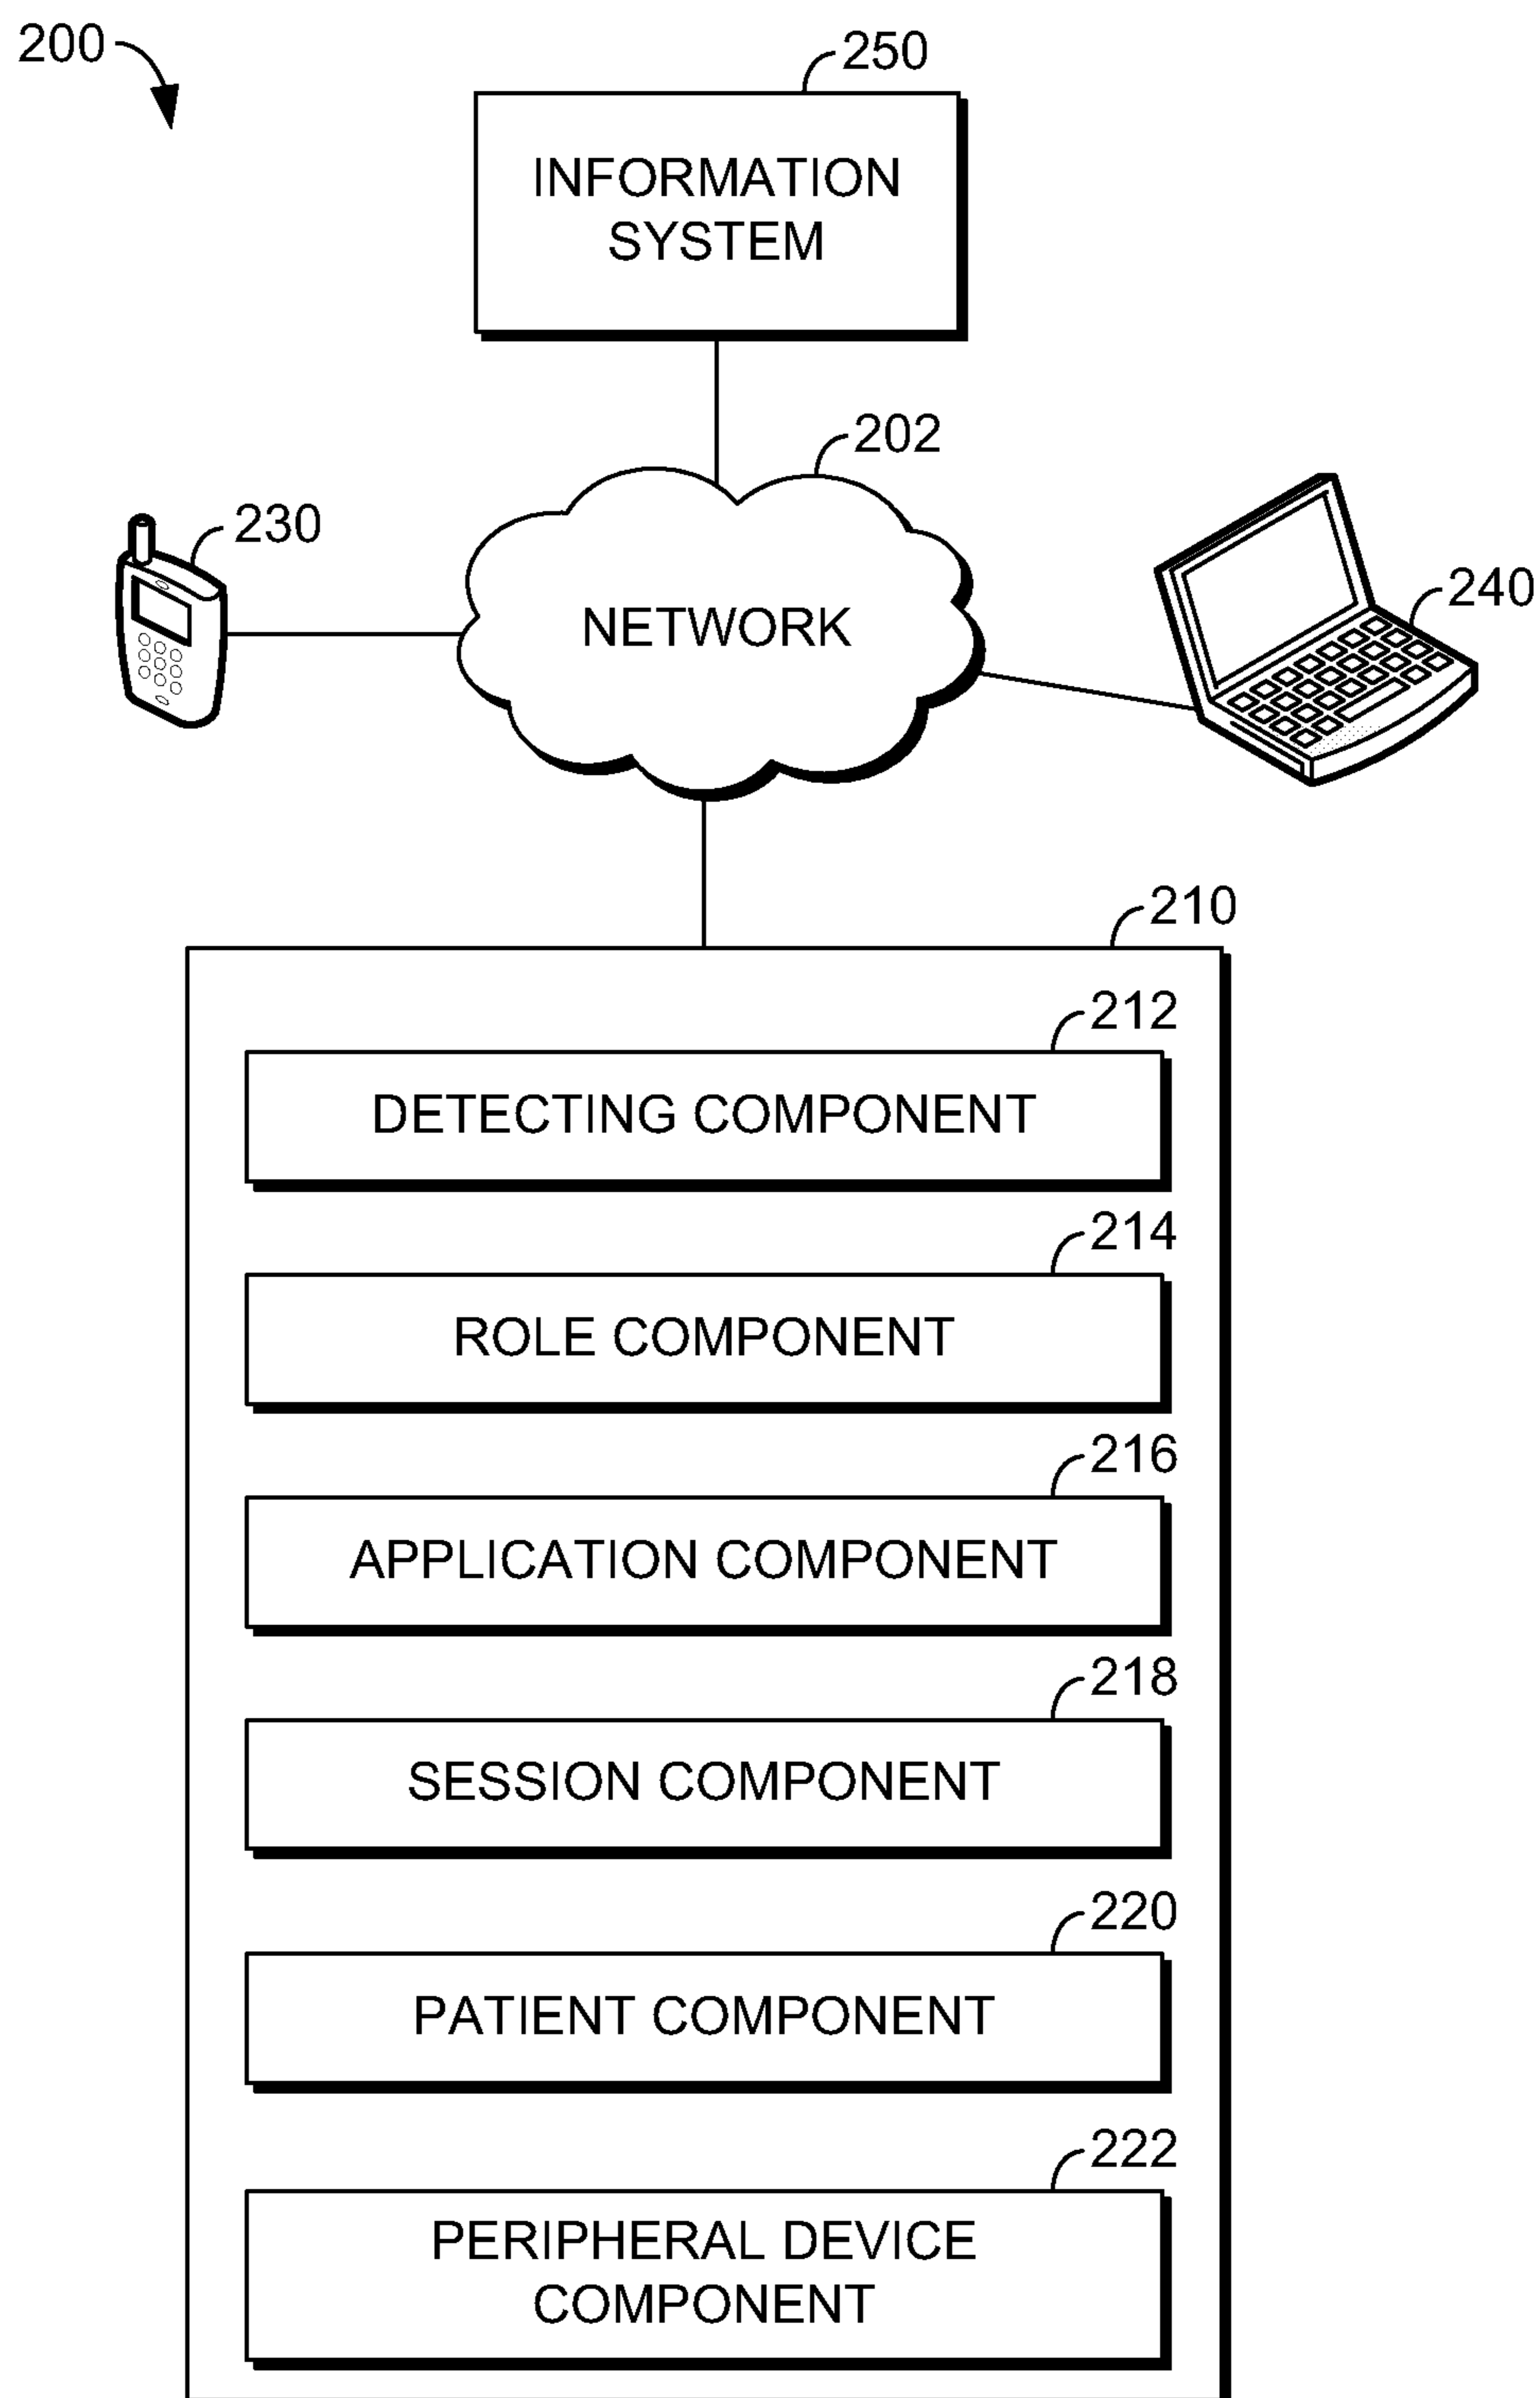 200
250
INFORMATION
SYSTEM
202
230
NETWORK
240
210
212
DETECTING COMPONENT
214
ROLE COMPONENT
216
APPLICATION COMPONENT
218
SESSION COMPONENT
220
PATIENT COMPONENT
222
PERIPHERAL DEVICE
COMPONENT